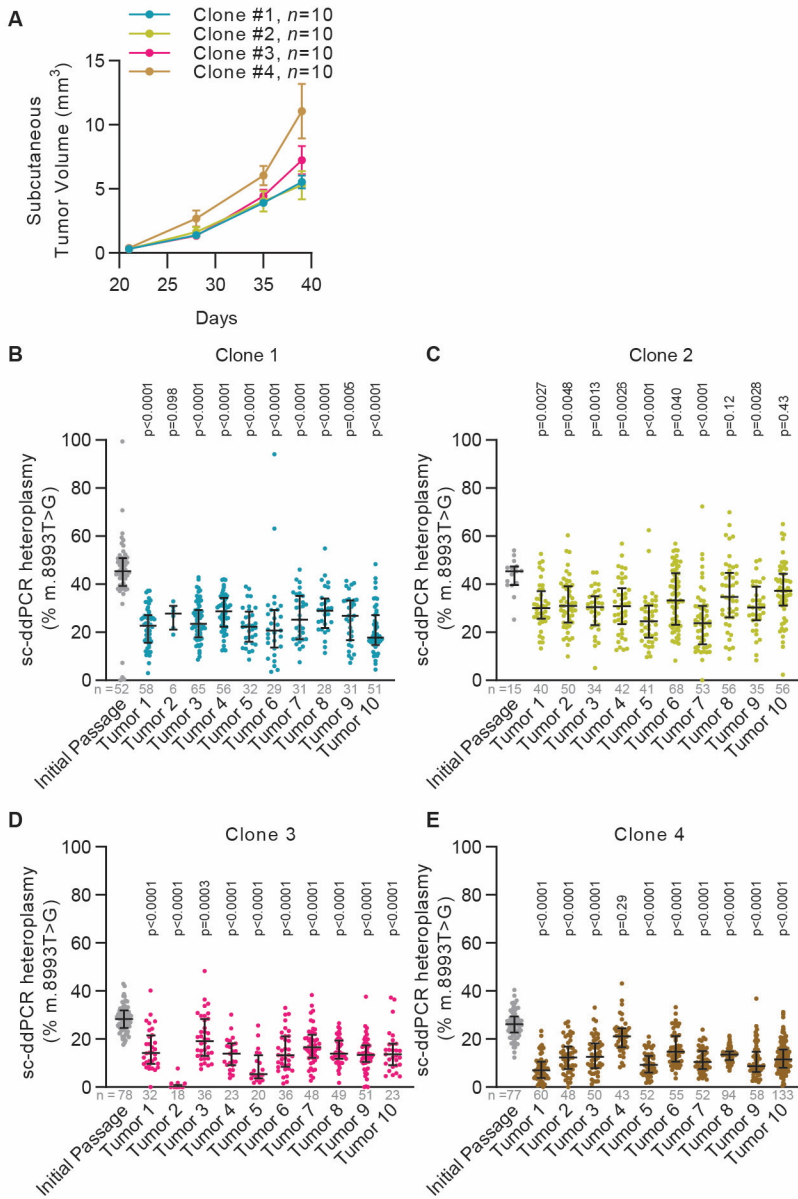 A
Clone #1, n=10
Clone #2, n=10
Clone #3, n=10
Clone #4, n=10
Subcutaneous
Tumor Volume (mm³)
15
10
5
0
20 25 30 35 40
Days
B
Clone 1
p<0.0001 p=0.098 p<0.0001 p<0.0001 p<0.0001 p<0.0001 p<0.0001 p<0.0001 p=0.0005 p<0.0001
sc-ddPCR heteroplasmy
(% m.8993T>G)
100
80
60
40
20
0
n =52 58 6 65 56 32 29 31 28 31 51
Initial Passage Tumor 1 Tumor 2 Tumor 3 Tumor 4 Tumor 5 Tumor 6 Tumor 7 Tumor 8 Tumor 9 Tumor 10
C
Clone 2
p=0.0027 p=0.0048 p=0.0013 p=0.0025 p<0.0001 p=0.040 p<0.0001 p=0.12 p=0.0028 p=0.43
sc-ddPCR heteroplasmy
(% m.8993T>G)
100
80
60
40
20
0
n =15 40 50 34 42 41 68 53 56 35 56
Initial Passage Tumor 1 Tumor 2 Tumor 3 Tumor 4 Tumor 5 Tumor 6 Tumor 7 Tumor 8 Tumor 9 Tumor 10
D
Clone 3
p<0.0001 p<0.0001 p=0.0003 p<0.0001 p<0.0001 p<0.0001 p<0.0001 p<0.0001 p<0.0001 p<0.0001
sc-ddPCR heteroplasmy
(% m.8993T>G)
100
80
60
40
20
0
n =78 32 18 36 23 20 36 48 49 51 23
Initial Passage Tumor 1 Tumor 2 Tumor 3 Tumor 4 Tumor 5 Tumor 6 Tumor 7 Tumor 8 Tumor 9 Tumor 10
E
Clone 4
p<0.0001 p<0.0001 p<0.0001 p=0.29 p<0.0001 p<0.0001 p<0.0001 p<0.0001 p<0.0001 p<0.0001
sc-ddPCR heteroplasmy
(% m.8993T>G)
100
80
60
40
20
0
n =77 60 48 50 43 52 55 52 94 58 133
Initial Passage Tumor 1 Tumor 2 Tumor 3 Tumor 4 Tumor 5 Tumor 6 Tumor 7 Tumor 8 Tumor 9 Tumor 10